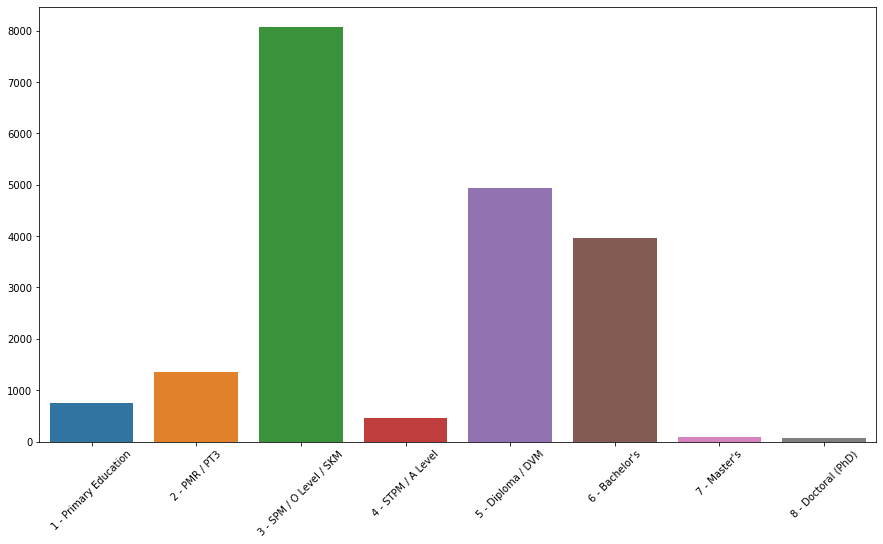 8000
7000
6000
5000
4000
3000
2000
1000
0
1 - Primary Education
2 - PMR / PT3
3 - SPM / O Level / SKM
4 - STPM / A Level
5 - Diploma / DVM
6 - Bachelor's
7 - Master's
8 - Doctoral (PhD)